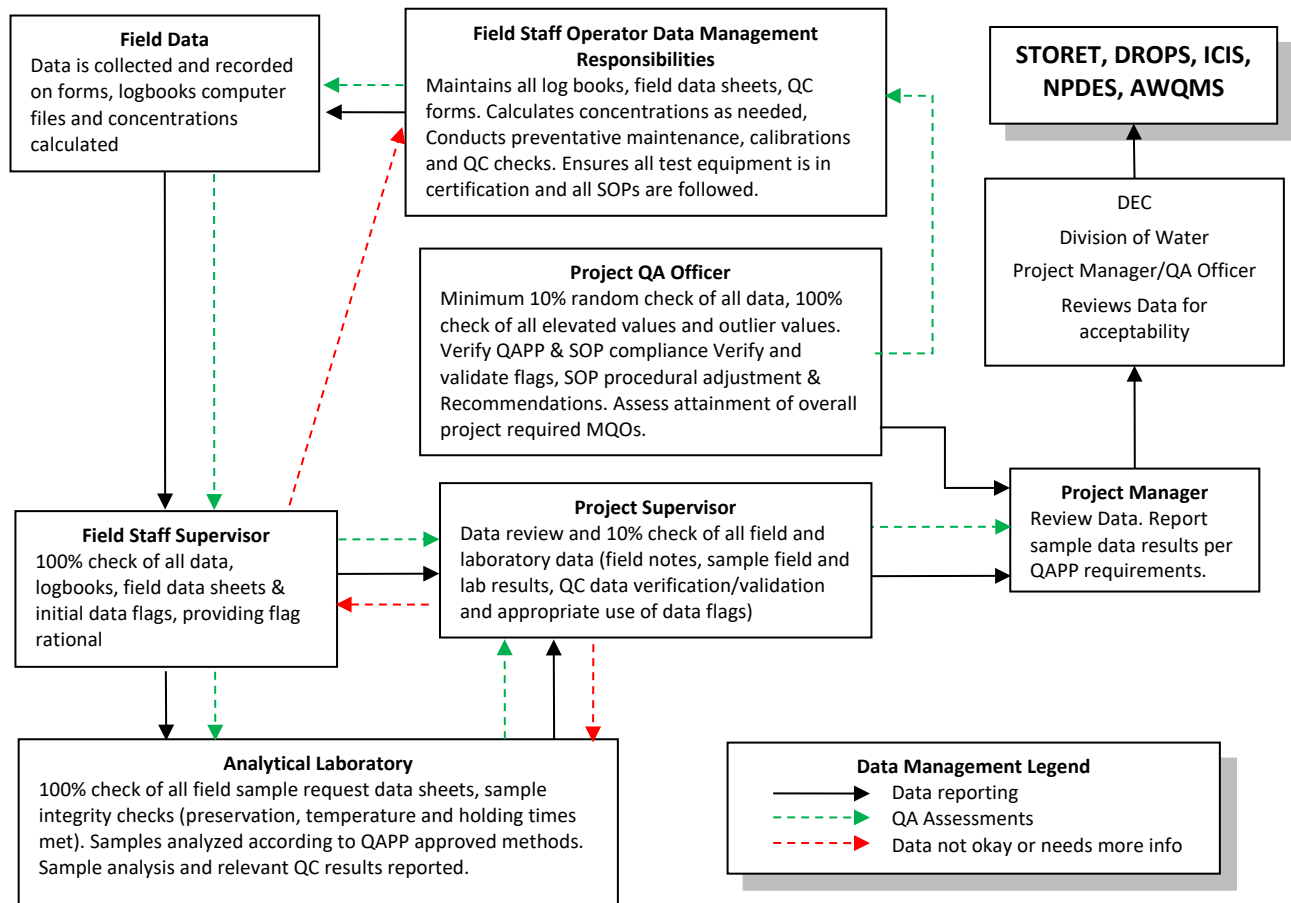 Field Data
Data is collected and recorded
on forms, logbooks computer
files and concentrations
calculated
Field Staff Operator Data Management
Responsibilities
Maintains all log books, field data sheets, QC
forms. Calculates concentrations as needed,
Conducts preventative maintenance, calibrations
and QC checks. Ensures all test equipment is in
certification and all SOPs are followed.
STORET, DROPS, ICIS,
NPDES, AWQMS
DEC
Division of Water
Project Manager/QA Officer
Reviews Data for
acceptability
Project QA Officer
Minimum 10% random check of all data, 100%
check of all elevated values and outlier values.
Verify QAPP & SOP compliance Verify and
validate flags, SOP procedural adjustment &
Recommendations. Assess attainment of overall
project required MQOs.
Field Staff Supervisor
100% check of all data,
logbooks, field data sheets &
initial data flags, providing flag
rational
Project Supervisor
Data review and 10% check of all field and
laboratory data (field notes, sample field and
lab results, QC data verification/validation
and appropriate use of data flags)
Project Manager
Review Data. Report
sample data results per
QAPP requirements.
Analytical Laboratory
100% check of all field sample request data sheets, sample
integrity checks (preservation, temperature and holding times
met). Samples analyzed according to QAPP approved methods.
Sample analysis and relevant QC results reported.
Data Management Legend
Data reporting
QA Assessments
Data not okay or needs more info